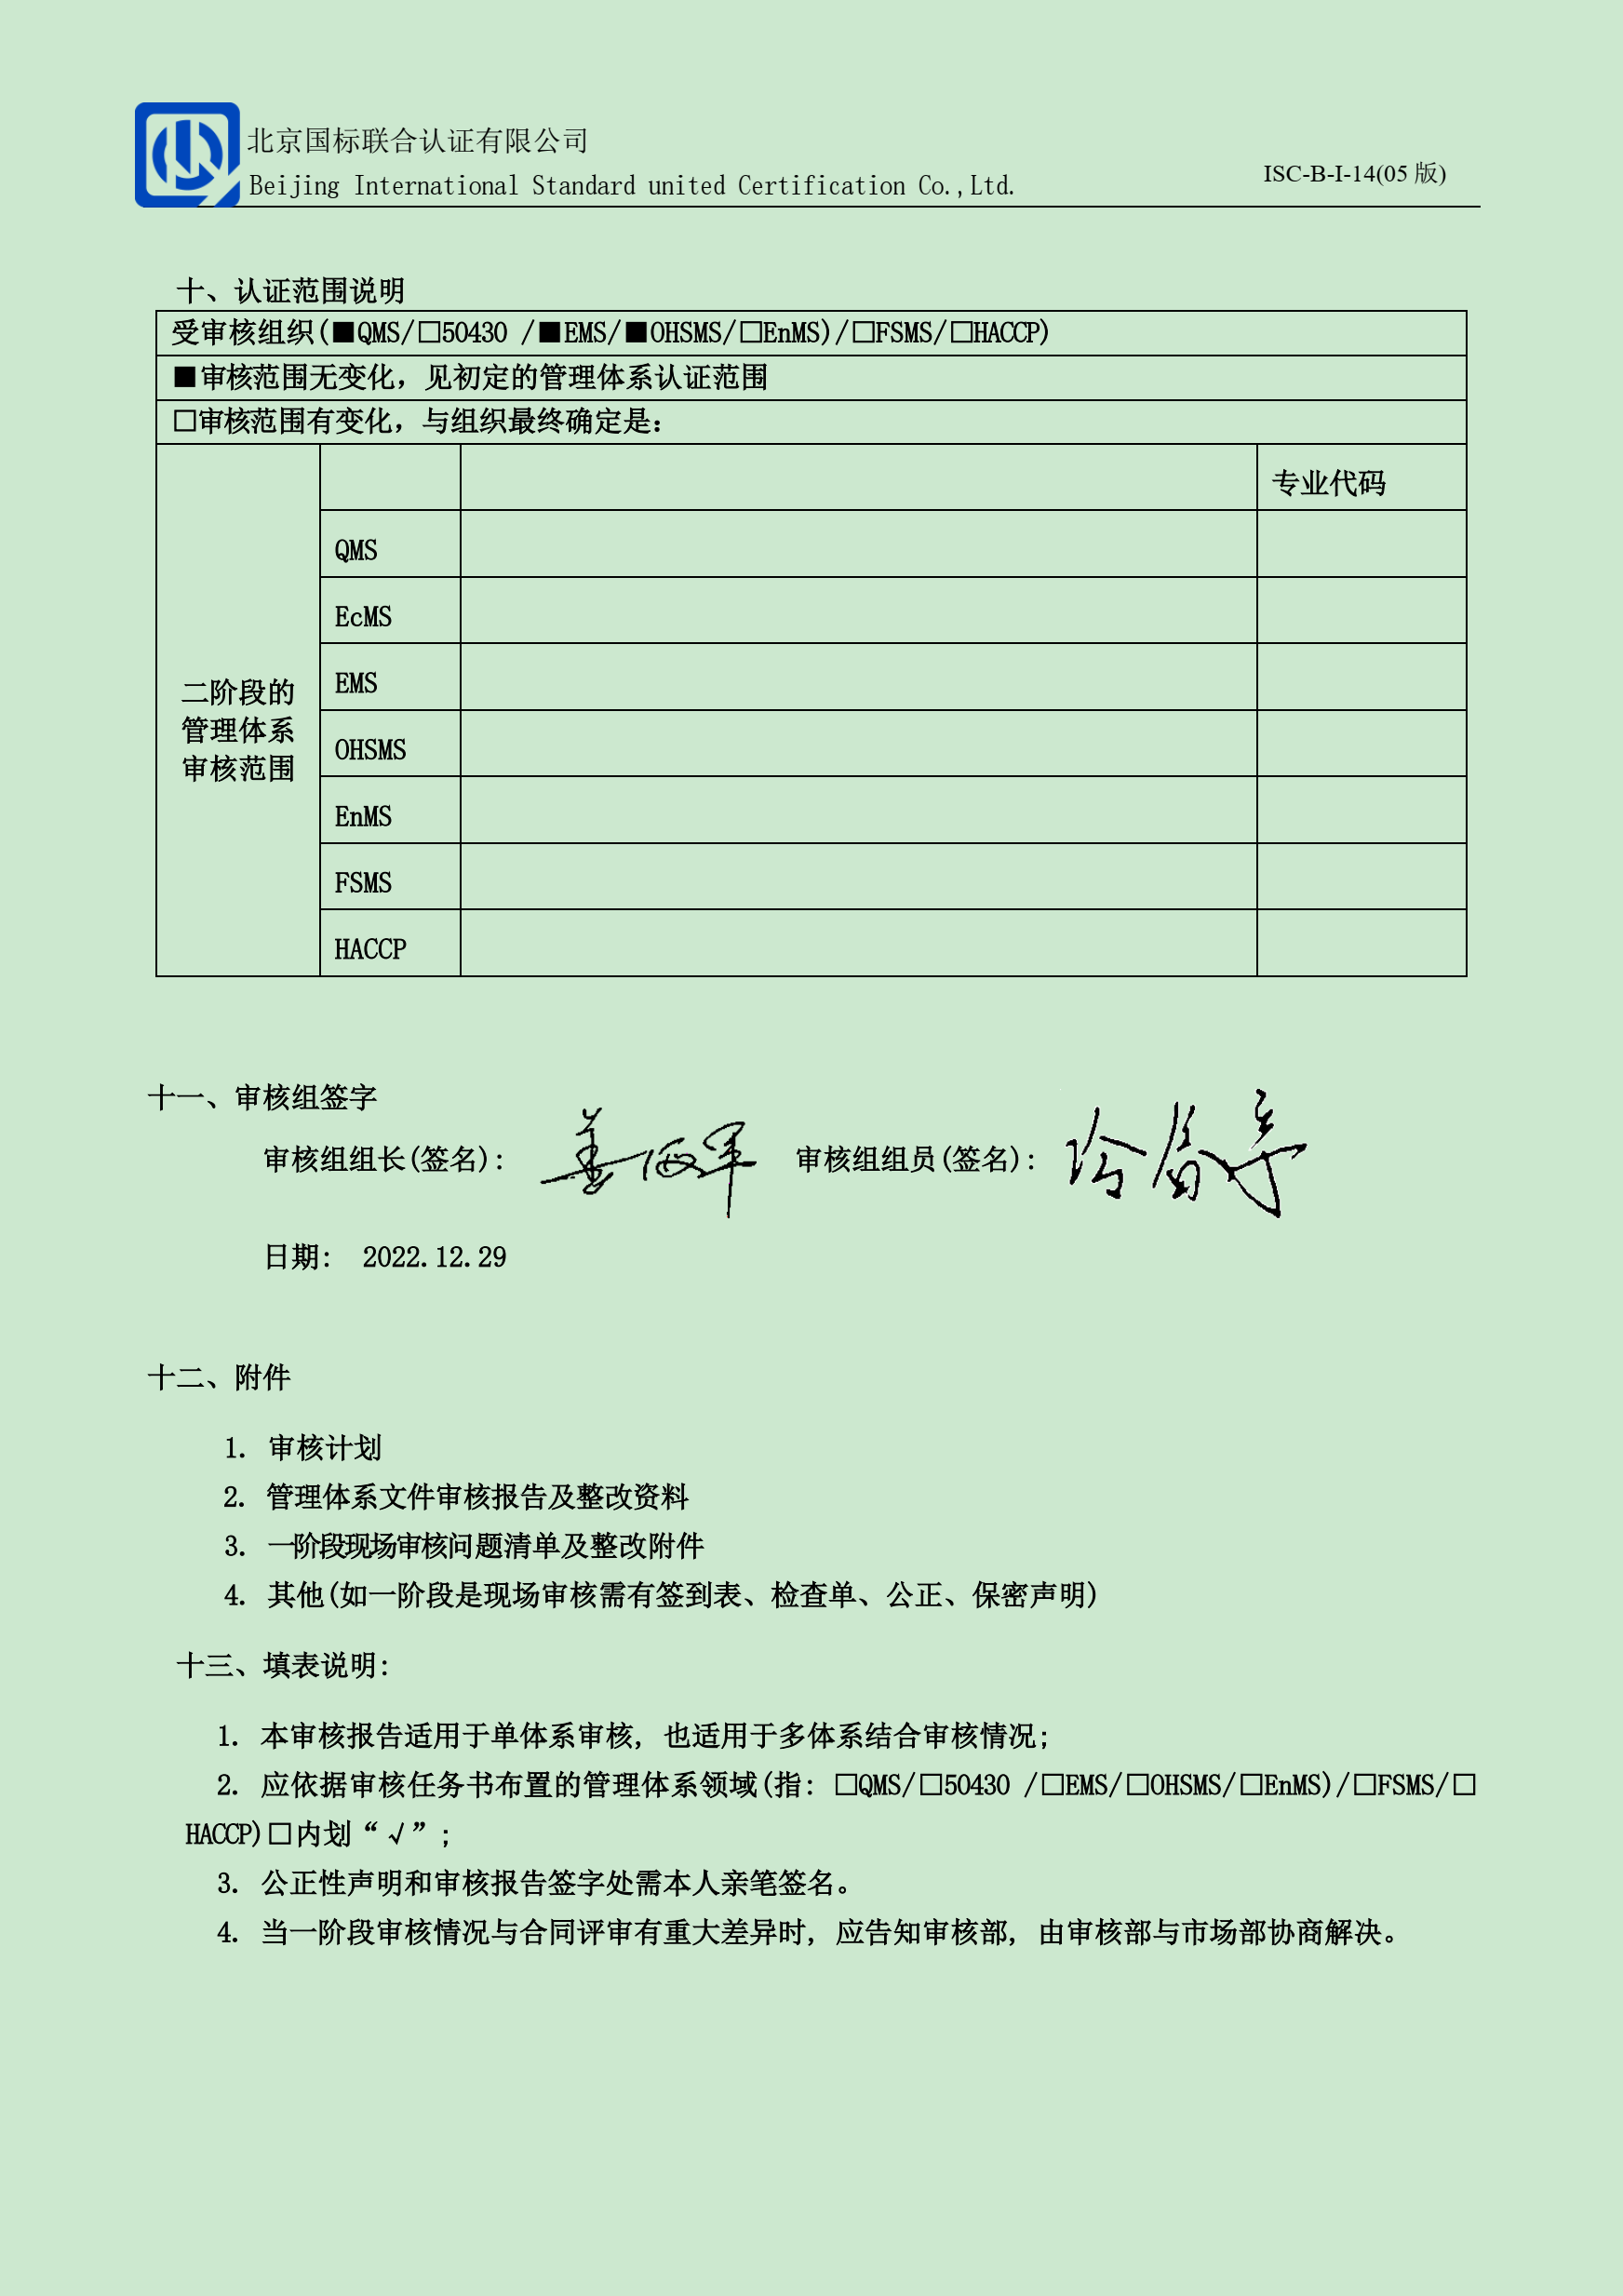 北京国标联合认证有限公司
Beijing International Standard united Certification Co.,Ltd.
ISC-B-I-14(05 版)
十、认证范围说明
受审核组织(■QMS/□50430 /■EMS/■OHSMS/□EnMS)/□FSMS/□HACCP)
■审核范围无变化，见初定的管理体系认证范围
□审核范围有变化，与组织最终确定是：
专业代码
QMS
EcMS
EMS
二阶段的
管理体系
审核范围
OHSMS
EnMS
FSMS
HACCP
十一、审核组签字
审核组组长(签名): 审核组组员(签名):
日期: 2022.12.29
十二、附件
1. 审核计划
2. 管理体系文件审核报告及整改资料
3. 一阶段现场审核问题清单及整改附件
4. 其他(如一阶段是现场审核需有签到表、检查单、公正、保密声明)
十三、填表说明:
1. 本审核报告适用于单体系审核, 也适用于多体系结合审核情况;
2. 应依据审核任务书布置的管理体系领域(指: □QMS/□50430 /□EMS/□OHSMS/□EnMS)/□FSMS/□
HACCP)□内划“√”;
3. 公正性声明和审核报告签字处需本人亲笔签名。
4. 当一阶段审核情况与合同评审有重大差异时, 应告知审核部, 由审核部与市场部协商解决。